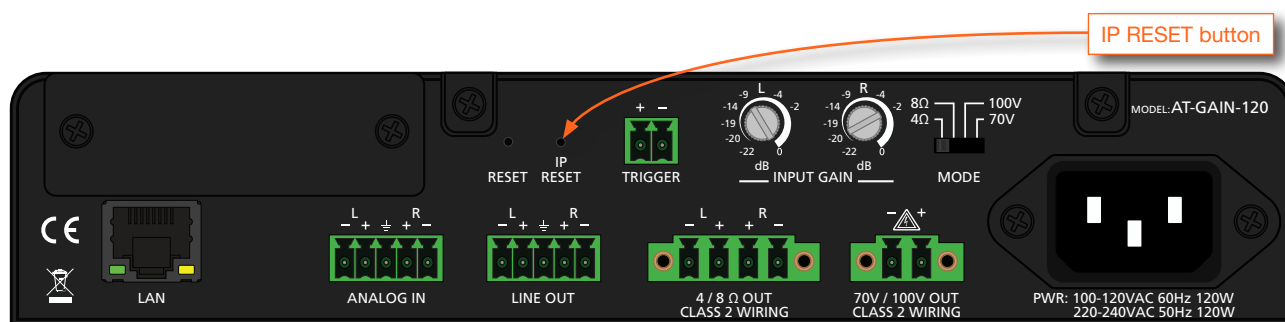 IP RESET button
MODEL:AT-GAIN-120
RESET
IP
RESET
+ −
TRIGGER
L
-9 -4
-14 -2
-19
-20
-22 0
dB
R
-9 -4
-14 -2
-19
-20
-22 0
dB
INPUT GAIN
8Ω 100V
4Ω 70V
MODE
CE
LAN
L R
− + + −
ANALOG IN
L R
− + + −
LINE OUT
L R
− + + −
4 / 8 Ω OUT
CLASS 2 WIRING
− +
70V / 100V OUT
CLASS 2 WIRING
PWR: 100-120VAC 60Hz 120W
220-240VAC 50Hz 120W